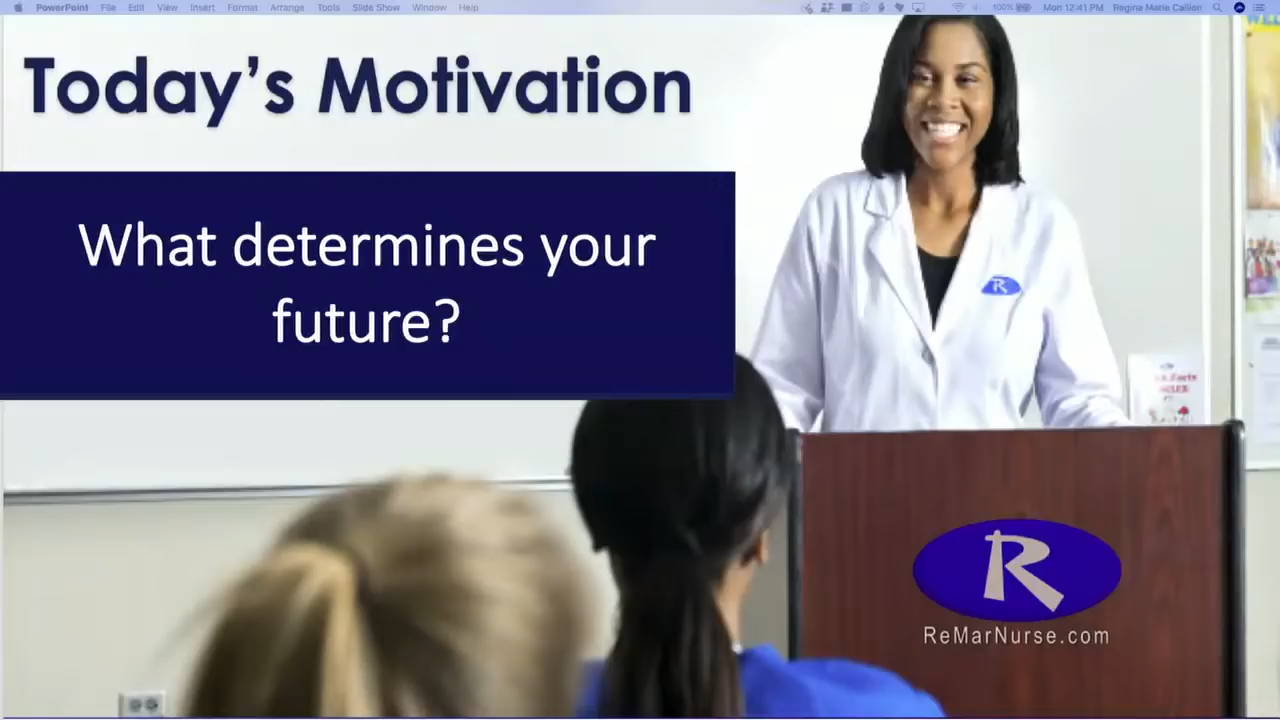 PowerPoint File Edit View Insert Format Arrange Tools Slide Show Window Help 100% Mon 12:41 PM Regina Marie Callion
Today's Motivation
What determines your
future?
R
R
ReMarNurse.com